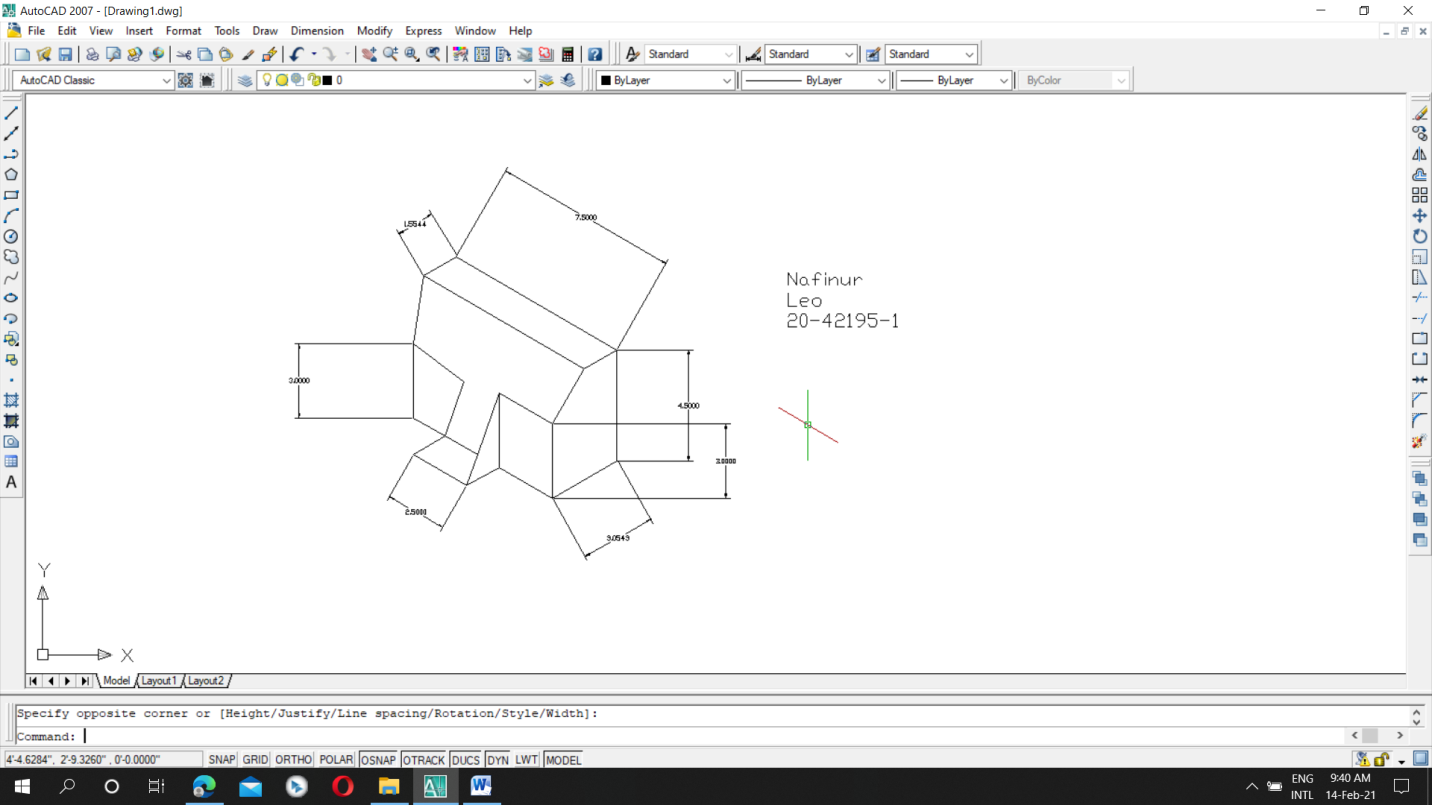 AutoCAD 2007 - [Drawing1.dwg]
File Edit View Insert Format Tools Draw Dimension Modify Express Window Help
Standard Standard Standard
AutoCAD Classic 0 ByLayer ByLayer ByLayer ByColor
1.5544
7.5000
Nafinur
Leo
20-42195-1
3.0000
4.5000
3.0000
2.5000
3.0543
Y
X
A
Model Layout1 Layout2
Specify opposite corner or [Height/Justify/Line spacing/Rotation/Style/Width]:
Command:
4'-4.6284", 2'-9.3260" , 0'-0.0000" SNAP GRID ORTHO POLAR OSNAP OTRACK DUCS DYN LWT MODEL
ENG 9:40 AM
INTL 14-Feb-21